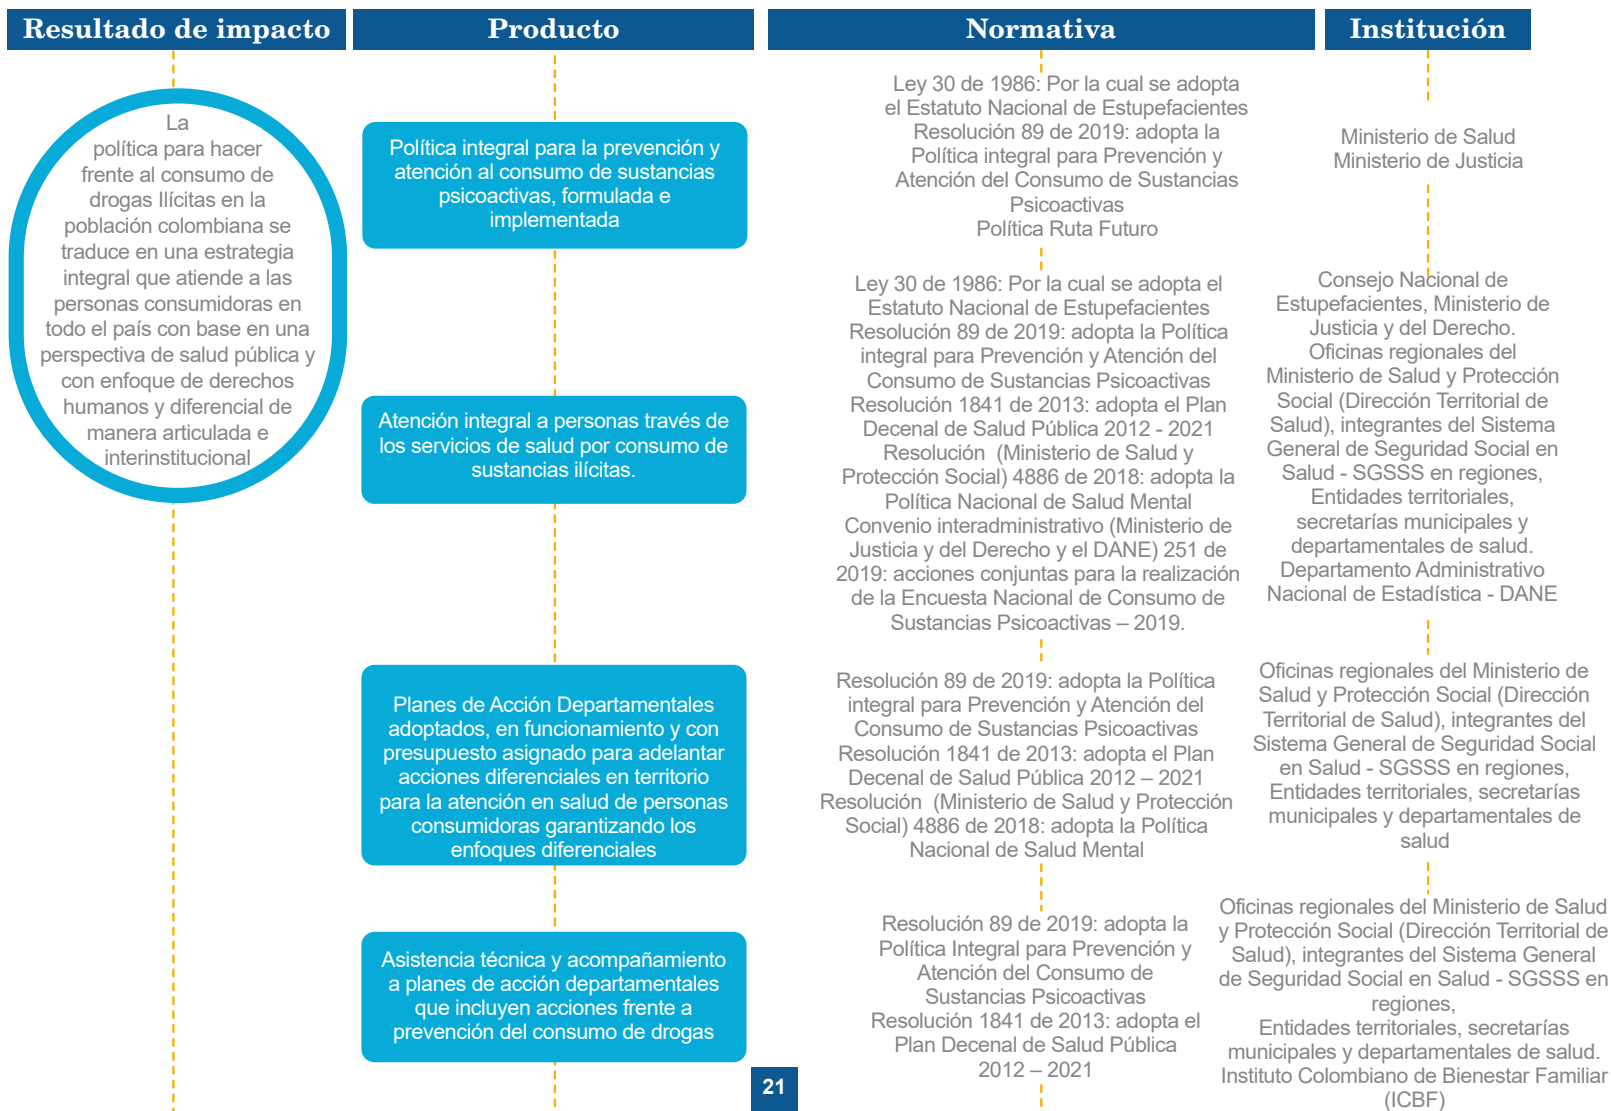 Resultado de impacto
Producto
Normativa
Institución
La
política para hacer
frente al consumo de
drogas Ilícitas en la
población colombiana se
traduce en una estrategia
integral que atiende a las
personas consumidoras en
todo el país con base en una
perspectiva de salud pública y
con enfoque de derechos
humanos y diferencial de
manera articulada e
interinstitucional
Política integral para la prevención y
atención al consumo de sustancias
psicoactivas, formulada e
implementada
Ley 30 de 1986: Por la cual se adopta
el Estatuto Nacional de Estupefacientes
Resolución 89 de 2019: adopta la
Política integral para Prevención y
Atención del Consumo de Sustancias
Psicoactivas
Política Ruta Futuro
Ministerio de Salud
Ministerio de Justicia
Atención integral a personas través de
los servicios de salud por consumo de
sustancias ilícitas.
Ley 30 de 1986: Por la cual se adopta el
Estatuto Nacional de Estupefacientes
Resolución 89 de 2019: adopta la Política
integral para Prevención y Atención del
Consumo de Sustancias Psicoactivas
Resolución 1841 de 2013: adopta el Plan
Decenal de Salud Pública 2012 - 2021
Resolución  (Ministerio de Salud y
Protección Social) 4886 de 2018: adopta la
Política Nacional de Salud Mental
Convenio interadministrativo (Ministerio de
Justicia y del Derecho y el DANE) 251 de
2019: acciones conjuntas para la realización
de la Encuesta Nacional de Consumo de
Sustancias Psicoactivas – 2019.
Consejo Nacional de
Estupefacientes, Ministerio de
Justicia y del Derecho.
Oficinas regionales del
Ministerio de Salud y Protección
Social (Dirección Territorial de
Salud), integrantes del Sistema
General de Seguridad Social en
Salud - SGSSS en regiones,
Entidades territoriales,
secretarías municipales y
departamentales de salud.
Departamento Administrativo
Nacional de Estadística - DANE
Planes de Acción Departamentales
adoptados, en funcionamiento y con
presupuesto asignado para adelantar
acciones diferenciales en territorio
para la atención en salud de personas
consumidoras garantizando los
enfoques diferenciales
Resolución 89 de 2019: adopta la Política
integral para Prevención y Atención del
Consumo de Sustancias Psicoactivas
Resolución 1841 de 2013: adopta el Plan
Decenal de Salud Pública 2012 – 2021
Resolución  (Ministerio de Salud y Protección
Social) 4886 de 2018: adopta la Política
Nacional de Salud Mental
Oficinas regionales del Ministerio de
Salud y Protección Social (Dirección
Territorial de Salud), integrantes del
Sistema General de Seguridad Social
en Salud - SGSSS en regiones,
Entidades territoriales, secretarías
municipales y departamentales de
salud
Asistencia técnica y acompañamiento
a planes de acción departamentales
que incluyen acciones frente a
prevención del consumo de drogas
Resolución 89 de 2019: adopta la
Política Integral para Prevención y
Atención del Consumo de
Sustancias Psicoactivas
Resolución 1841 de 2013: adopta el
Plan Decenal de Salud Pública
2012 – 2021
Oficinas regionales del Ministerio de Salud
y Protección Social (Dirección Territorial de
Salud), integrantes del Sistema General
de Seguridad Social en Salud - SGSSS en
regiones,
Entidades territoriales, secretarías
municipales y departamentales de salud.
Instituto Colombiano de Bienestar Familiar
(ICBF)
21